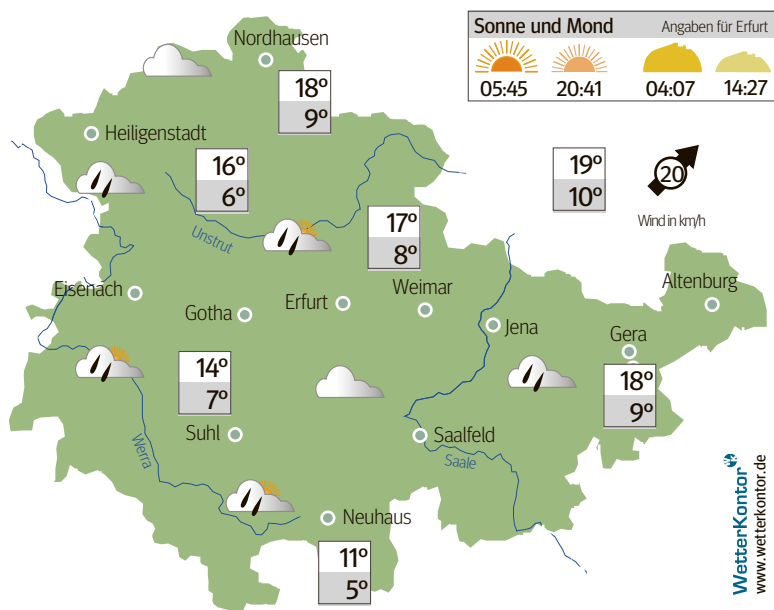 Sonne und Mond Angaben für Erfurt
05:45 20:41 04:07 14:27
Nordhausen
18°
9°
Heiligenstadt
16°
6°
19°
10°
20
Wind in km/h
Unstrut
17°
8°
Eisenach
Gotha
Erfurt
Weimar
Jena
Altenburg
Gera
18°
9°
14°
7°
Suhl
Werra
Saalfeld
Saale
Neuhaus
11°
5°
WetterKontor
www.wetterkontor.de